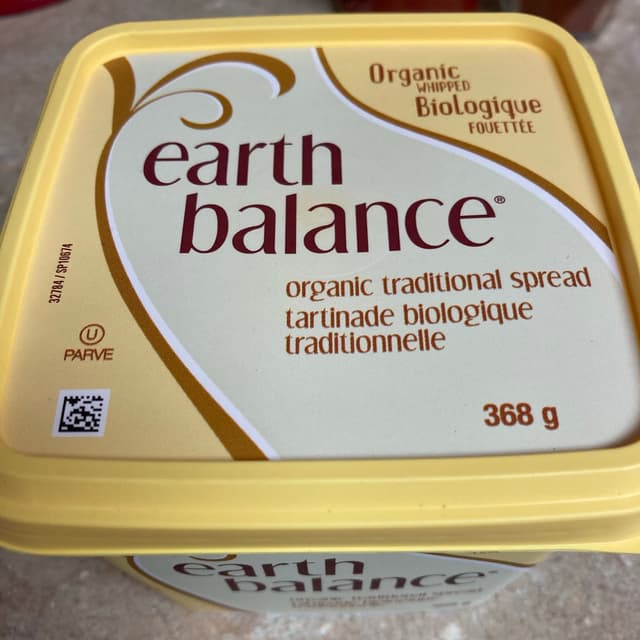 Organic
WHIPPED
BioLogique
FOUETTÉE
earth
balance®
organic traditional spread
tartinade biologique
traditionnelle
32784 / SP10674
U
PARVE
368 g
earth
balance